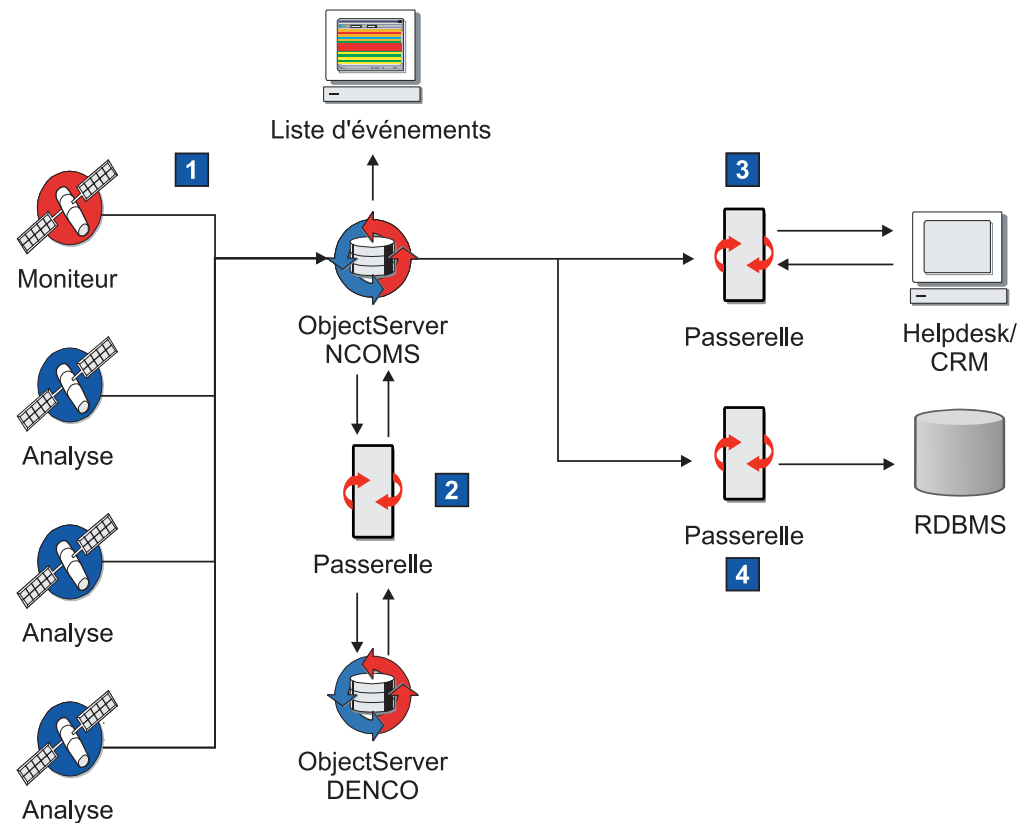 Liste d'événements
1
3
Moniteur
ObjectServer
NCOMS
Passerelle
Helpdesk/
CRM
Analyse
2
Passerelle
Passerelle
4
RDBMS
Analyse
ObjectServer
DENCO
Analyse